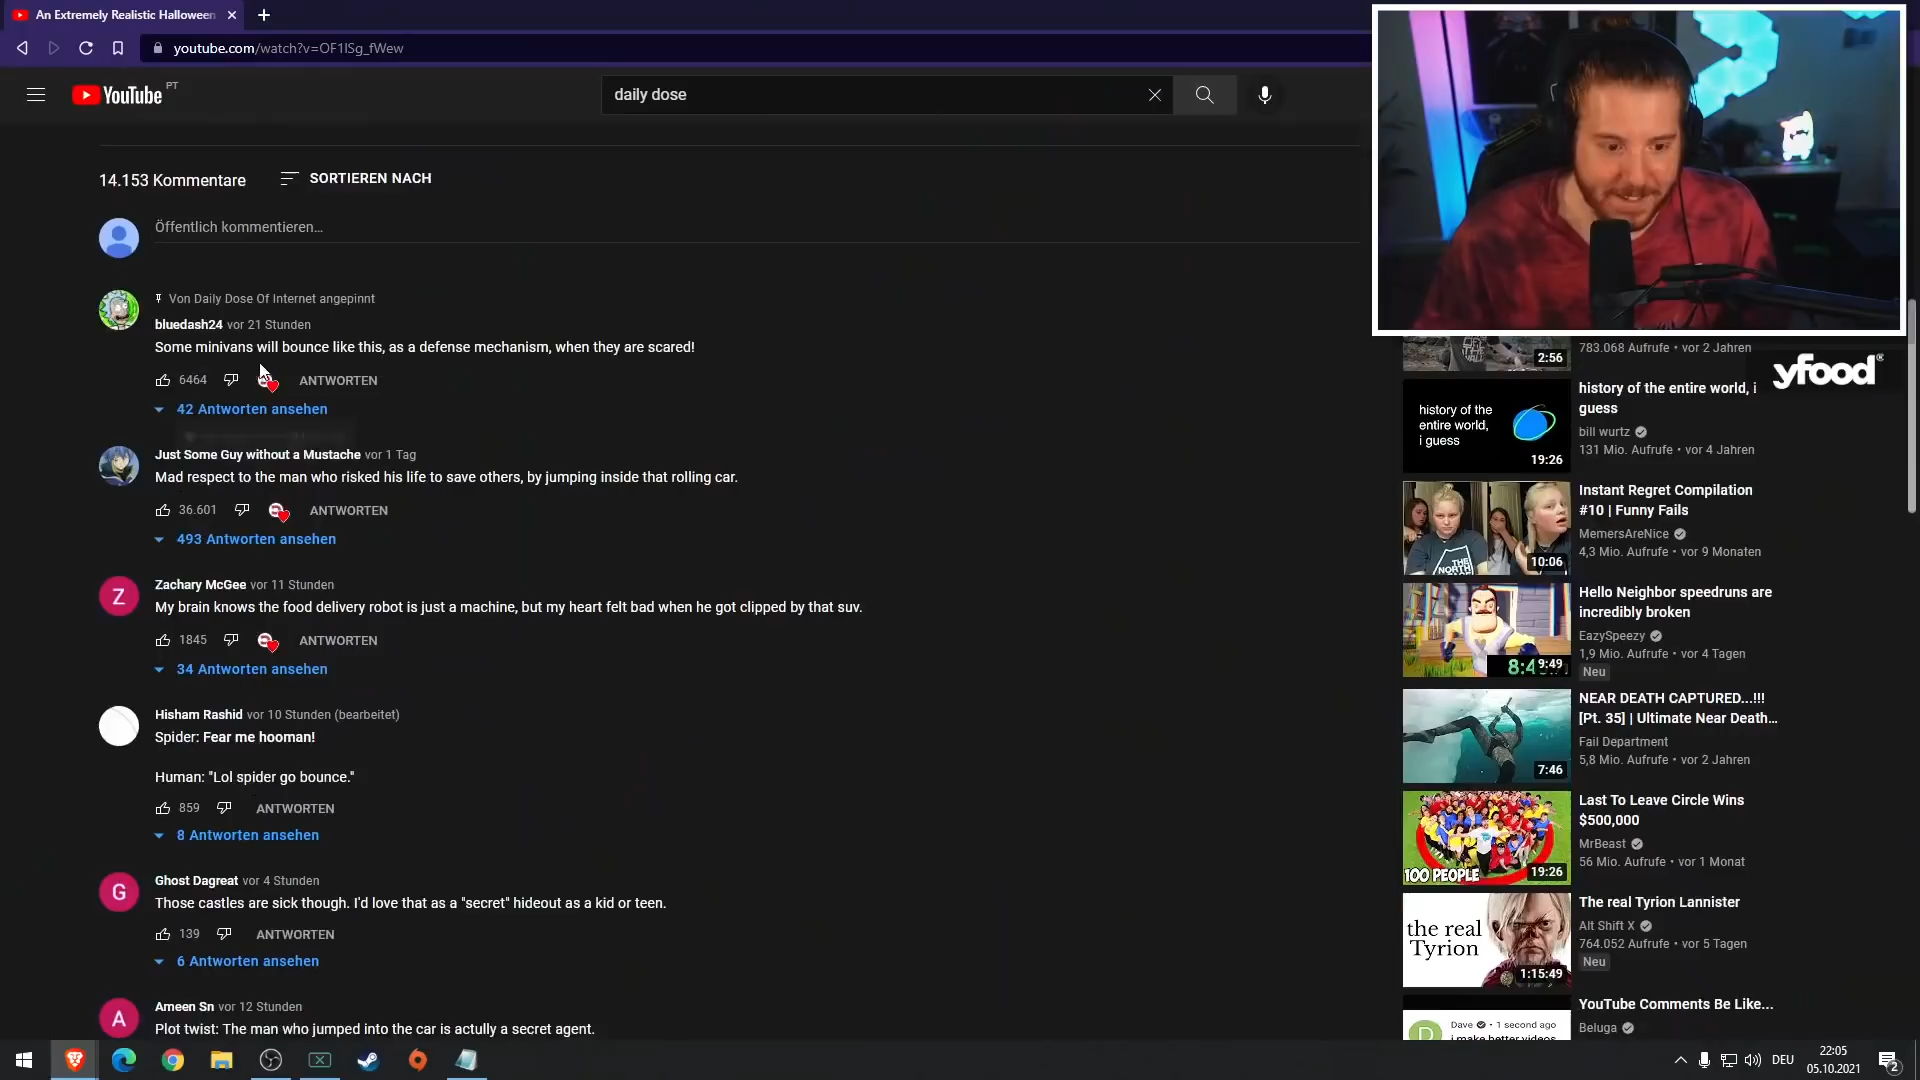 An Extremely Realistic Halloween
youtube.com/watch?v=OF1lSg_fWew
YouTube PT
daily dose
14.153 Kommentare
SORTIEREN NACH
Öffentlich kommentieren...
Von Daily Dose Of Internet angepinnt
bluedash24 vor 21 Stunden
Some minivans will bounce like this, as a defense mechanism, when they are scared!
6464 ANTWORTEN
42 Antworten ansehen
Just Some Guy without a Mustache vor 1 Tag
Mad respect to the man who risked his life to save others, by jumping inside that rolling car.
36.601 ANTWORTEN
493 Antworten ansehen
Z
Zachary McGee vor 11 Stunden
My brain knows the food delivery robot is just a machine, but my heart felt bad when he got clipped by that suv.
1845 ANTWORTEN
34 Antworten ansehen
Hisham Rashid vor 10 Stunden (bearbeitet)
Spider: Fear me hooman!
Human: "Lol spider go bounce."
859 ANTWORTEN
8 Antworten ansehen
G
Ghost Dagreat vor 4 Stunden
Those castles are sick though. I'd love that as a "secret" hideout as a kid or teen.
139 ANTWORTEN
6 Antworten ansehen
A
Ameen Sn vor 12 Stunden
Plot twist: The man who jumped into the car is actully a secret agent.
2:56
783.068 Aufrufe • vor 2 Jahren
yfood
history of the
entire world,
i guess
19:26
history of the entire world, i
guess
bill wurtz
131 Mio. Aufrufe • vor 4 Jahren
THE
NORTH
10:06
Instant Regret Compilation
#10 | Funny Fails
MemersAreNice
4,3 Mio. Aufrufe • vor 9 Monaten
9:49
Hello Neighbor speedruns are
incredibly broken
EazySpeezy
1,9 Mio. Aufrufe • vor 4 Tagen
Neu
7:46
NEAR DEATH CAPTURED...!!!
[Pt. 35] | Ultimate Near Death...
Fail Department
5,8 Mio. Aufrufe • vor 2 Jahren
100 PEOPLE
19:26
Last To Leave Circle Wins
$500,000
MrBeast
56 Mio. Aufrufe • vor 1 Monat
the real
Tyrion
1:15:49
The real Tyrion Lannister
Alt Shift X
764.052 Aufrufe • vor 5 Tagen
Neu
D
Dave • 1 second ago
i make better videos
YouTube Comments Be Like...
Beluga
DEU
22:05
05.10.2021
2